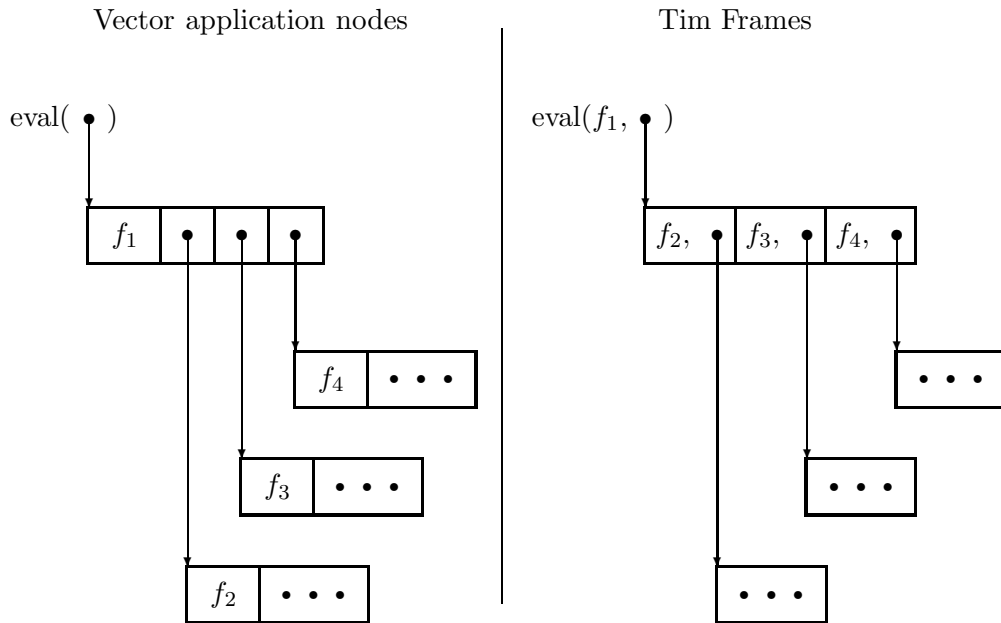 Vector application nodes
Tim Frames
eval( • )
eval(f₁, • )
f₁
f₂,
f₃,
f₄,
f₄
• • •
• • •
f₃
• • •
• • •
f₂
• • •
• • •